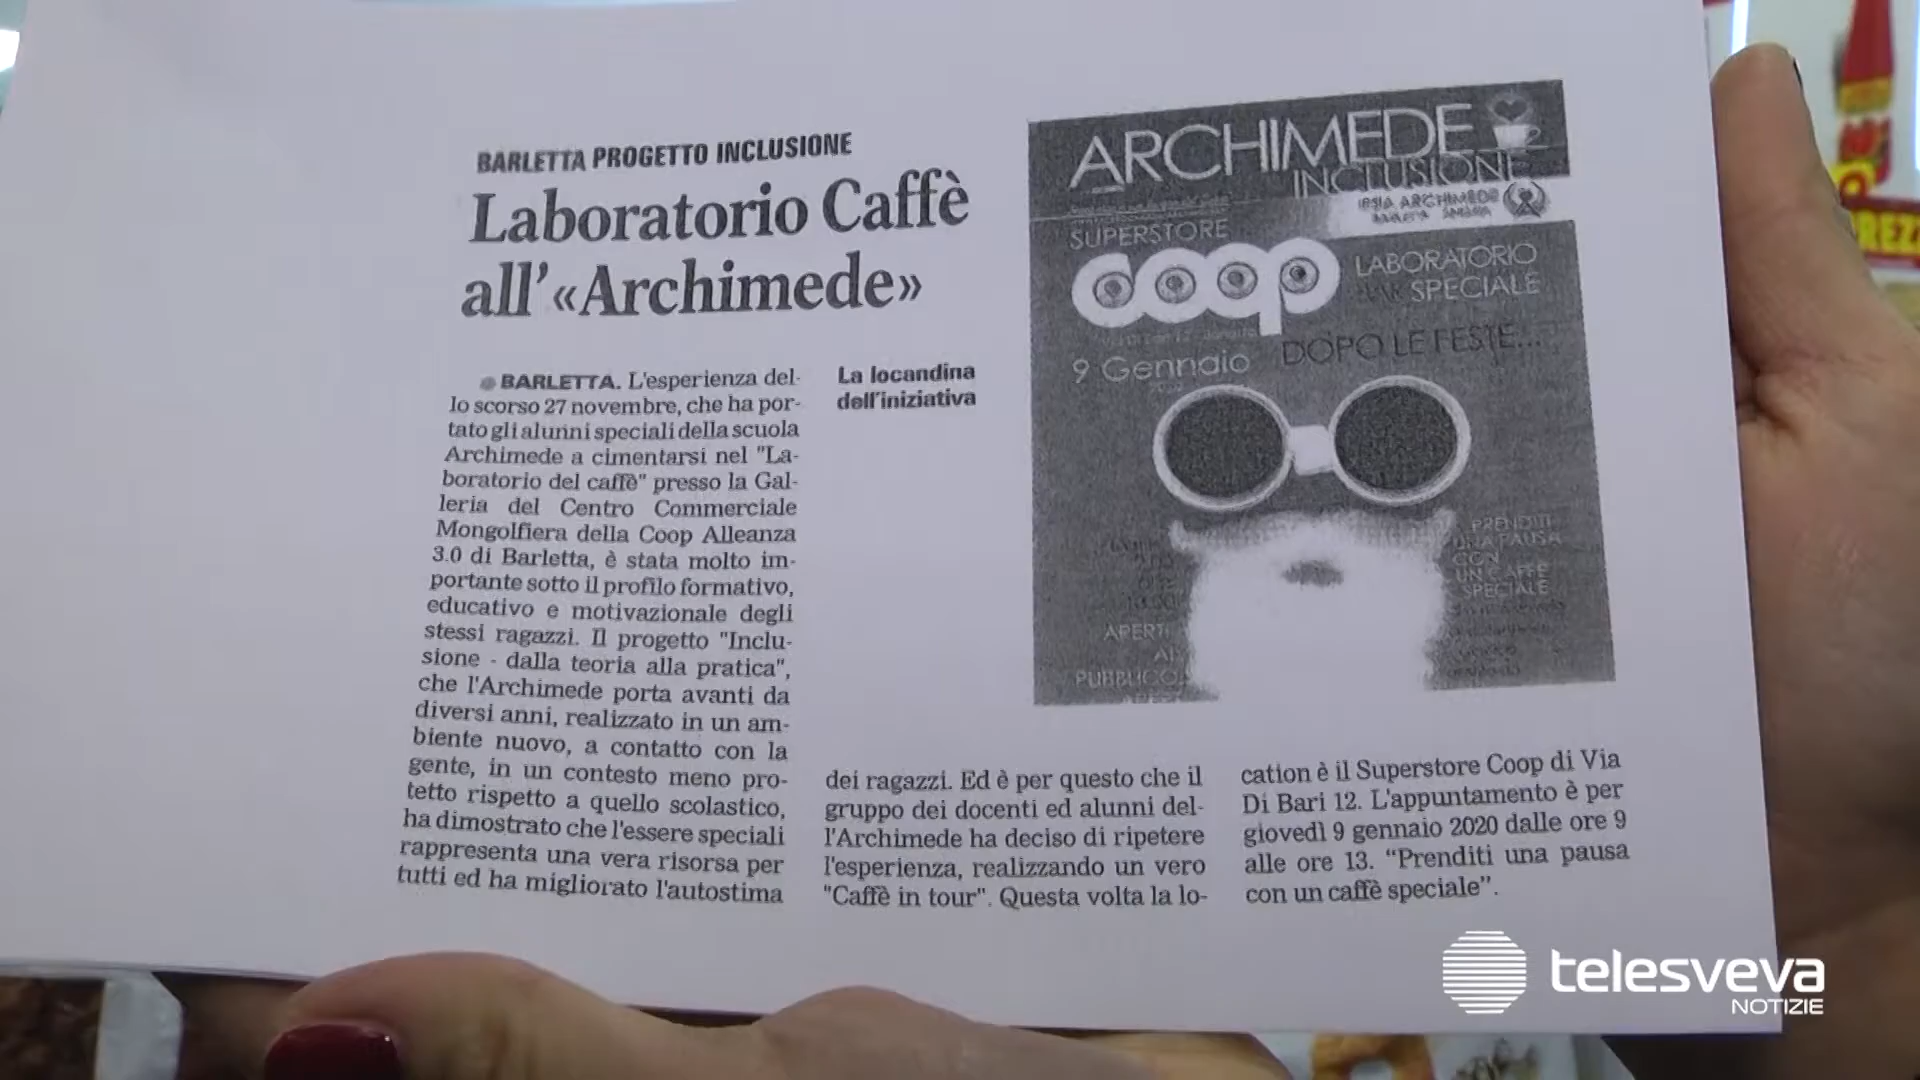 BARLETTA PROGETTO INCLUSIONE
Laboratorio Caffè
all'«Archimede»
BARLETTA. L'esperienza del-
lo scorso 27 novembre, che ha por-
tato gli alunni speciali della scuola
Archimede a cimentarsi nel "La-
boratorio del caffè" presso la Gal-
leria del Centro Commerciale
Mongolfiera della Coop Alleanza
3.0 di Barletta, è stata molto im-
portante sotto il profilo formativo,
educativo e motivazionale degli
stessi ragazzi. Il progetto "Inclu-
sione - dalla teoria alla pratica",
che l'Archimede porta avanti da
diversi anni, realizzato in un am-
biente nuovo, a contatto con la
gente, in un contesto meno pro-
tetto rispetto a quello scolastico,
ha dimostrato che l'essere speciali
rappresenta una vera risorsa per
tutti ed ha migliorato l'autostima
La locandina
dell'iniziativa
dei ragazzi. Ed è per questo che il
gruppo dei docenti ed alunni del-
l'Archimede ha deciso di ripetere
l'esperienza, realizzando un vero
"Caffè in tour". Questa volta la lo-
cation è il Superstore Coop di Via
Di Bari 12. L'appuntamento è per
giovedì 9 gennaio 2020 dalle ore 9
alle ore 13. “Prenditi una pausa
con un caffè speciale”.
ARCHIMEDE
INCLUSIONE
IPSIA ARCHIMEDE
SUPERSTORE
coop
LABORATORIO
SPECIALE
9 Gennaio
DOPO LE FESTE...
PRENDITI
UNA PAUSA
CON
UN CAFFÈ
SPECIALE
PUBBLICO
telesveva
NOTIZIE